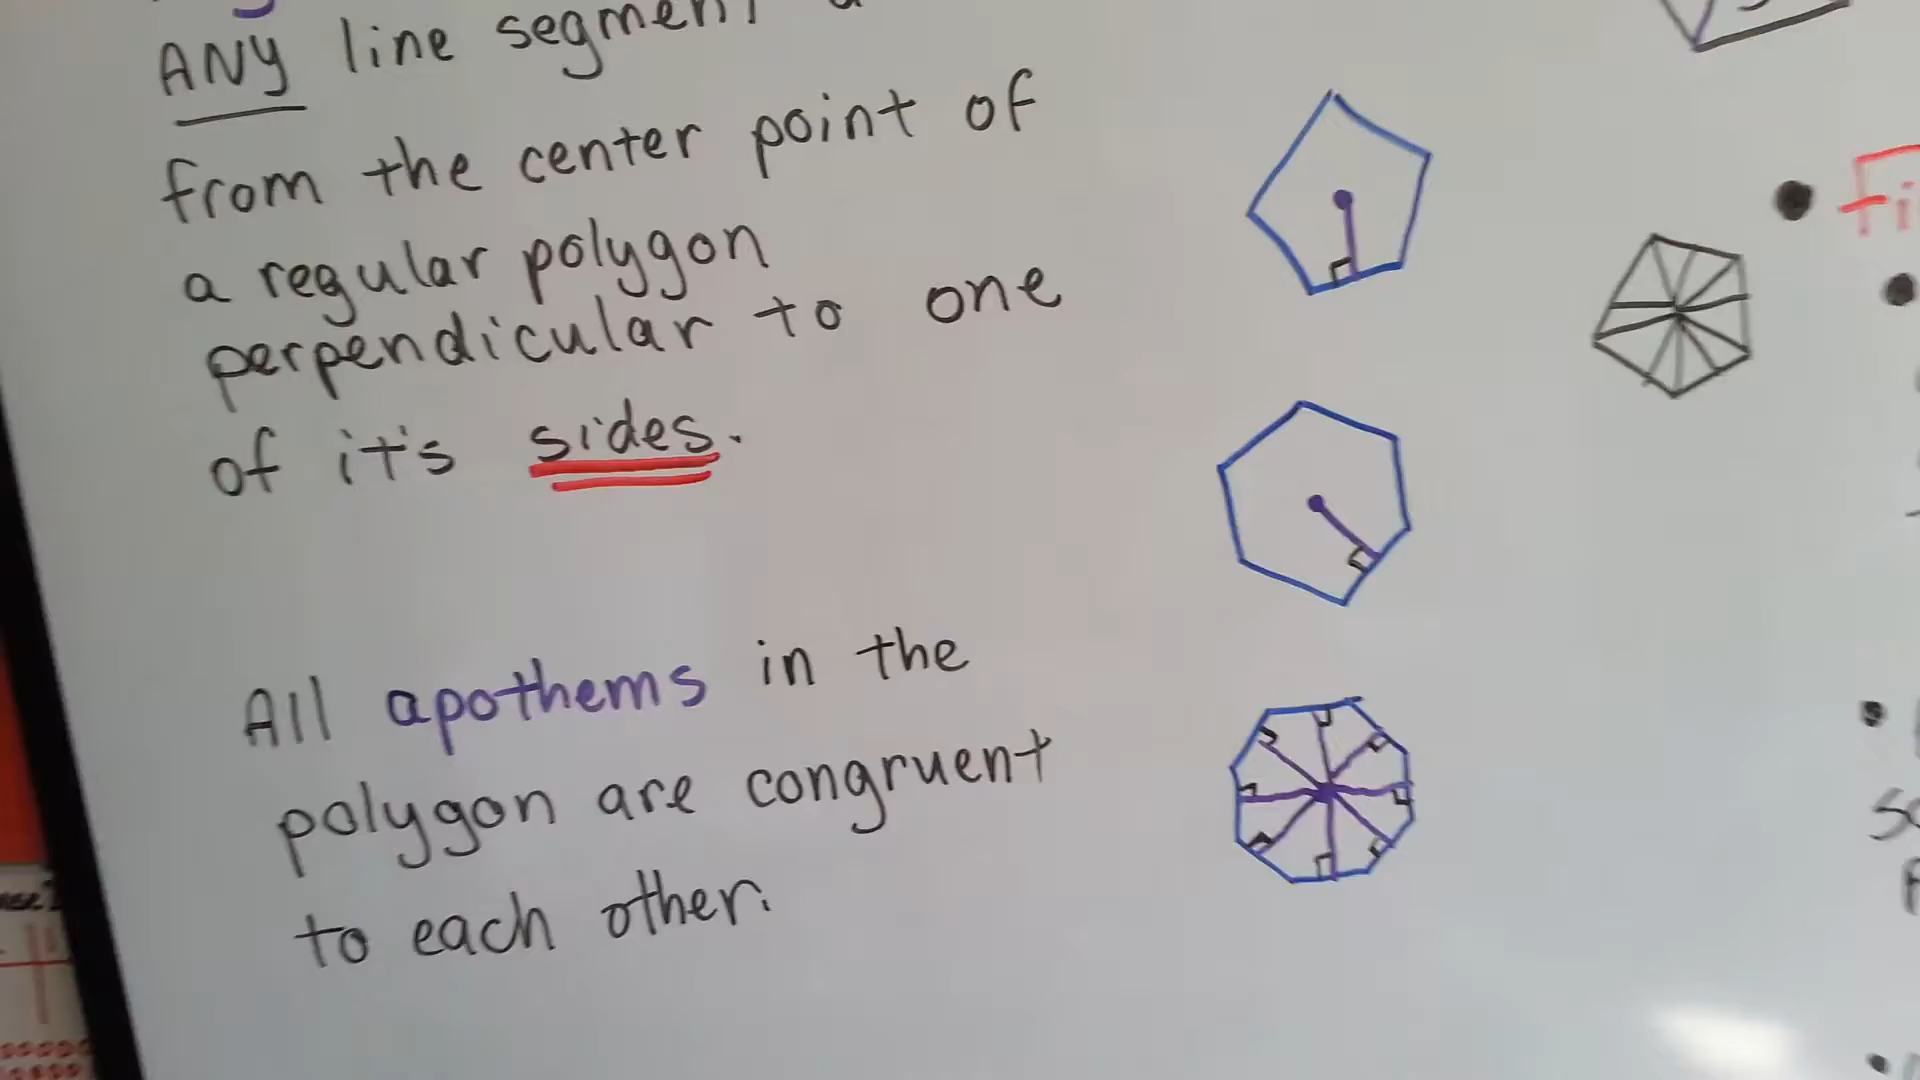 ANY line segment
from the center point of
a regular polygon
perpendicular to one
of it's sides.
All apothems in the
polygon are congruent
to each other.